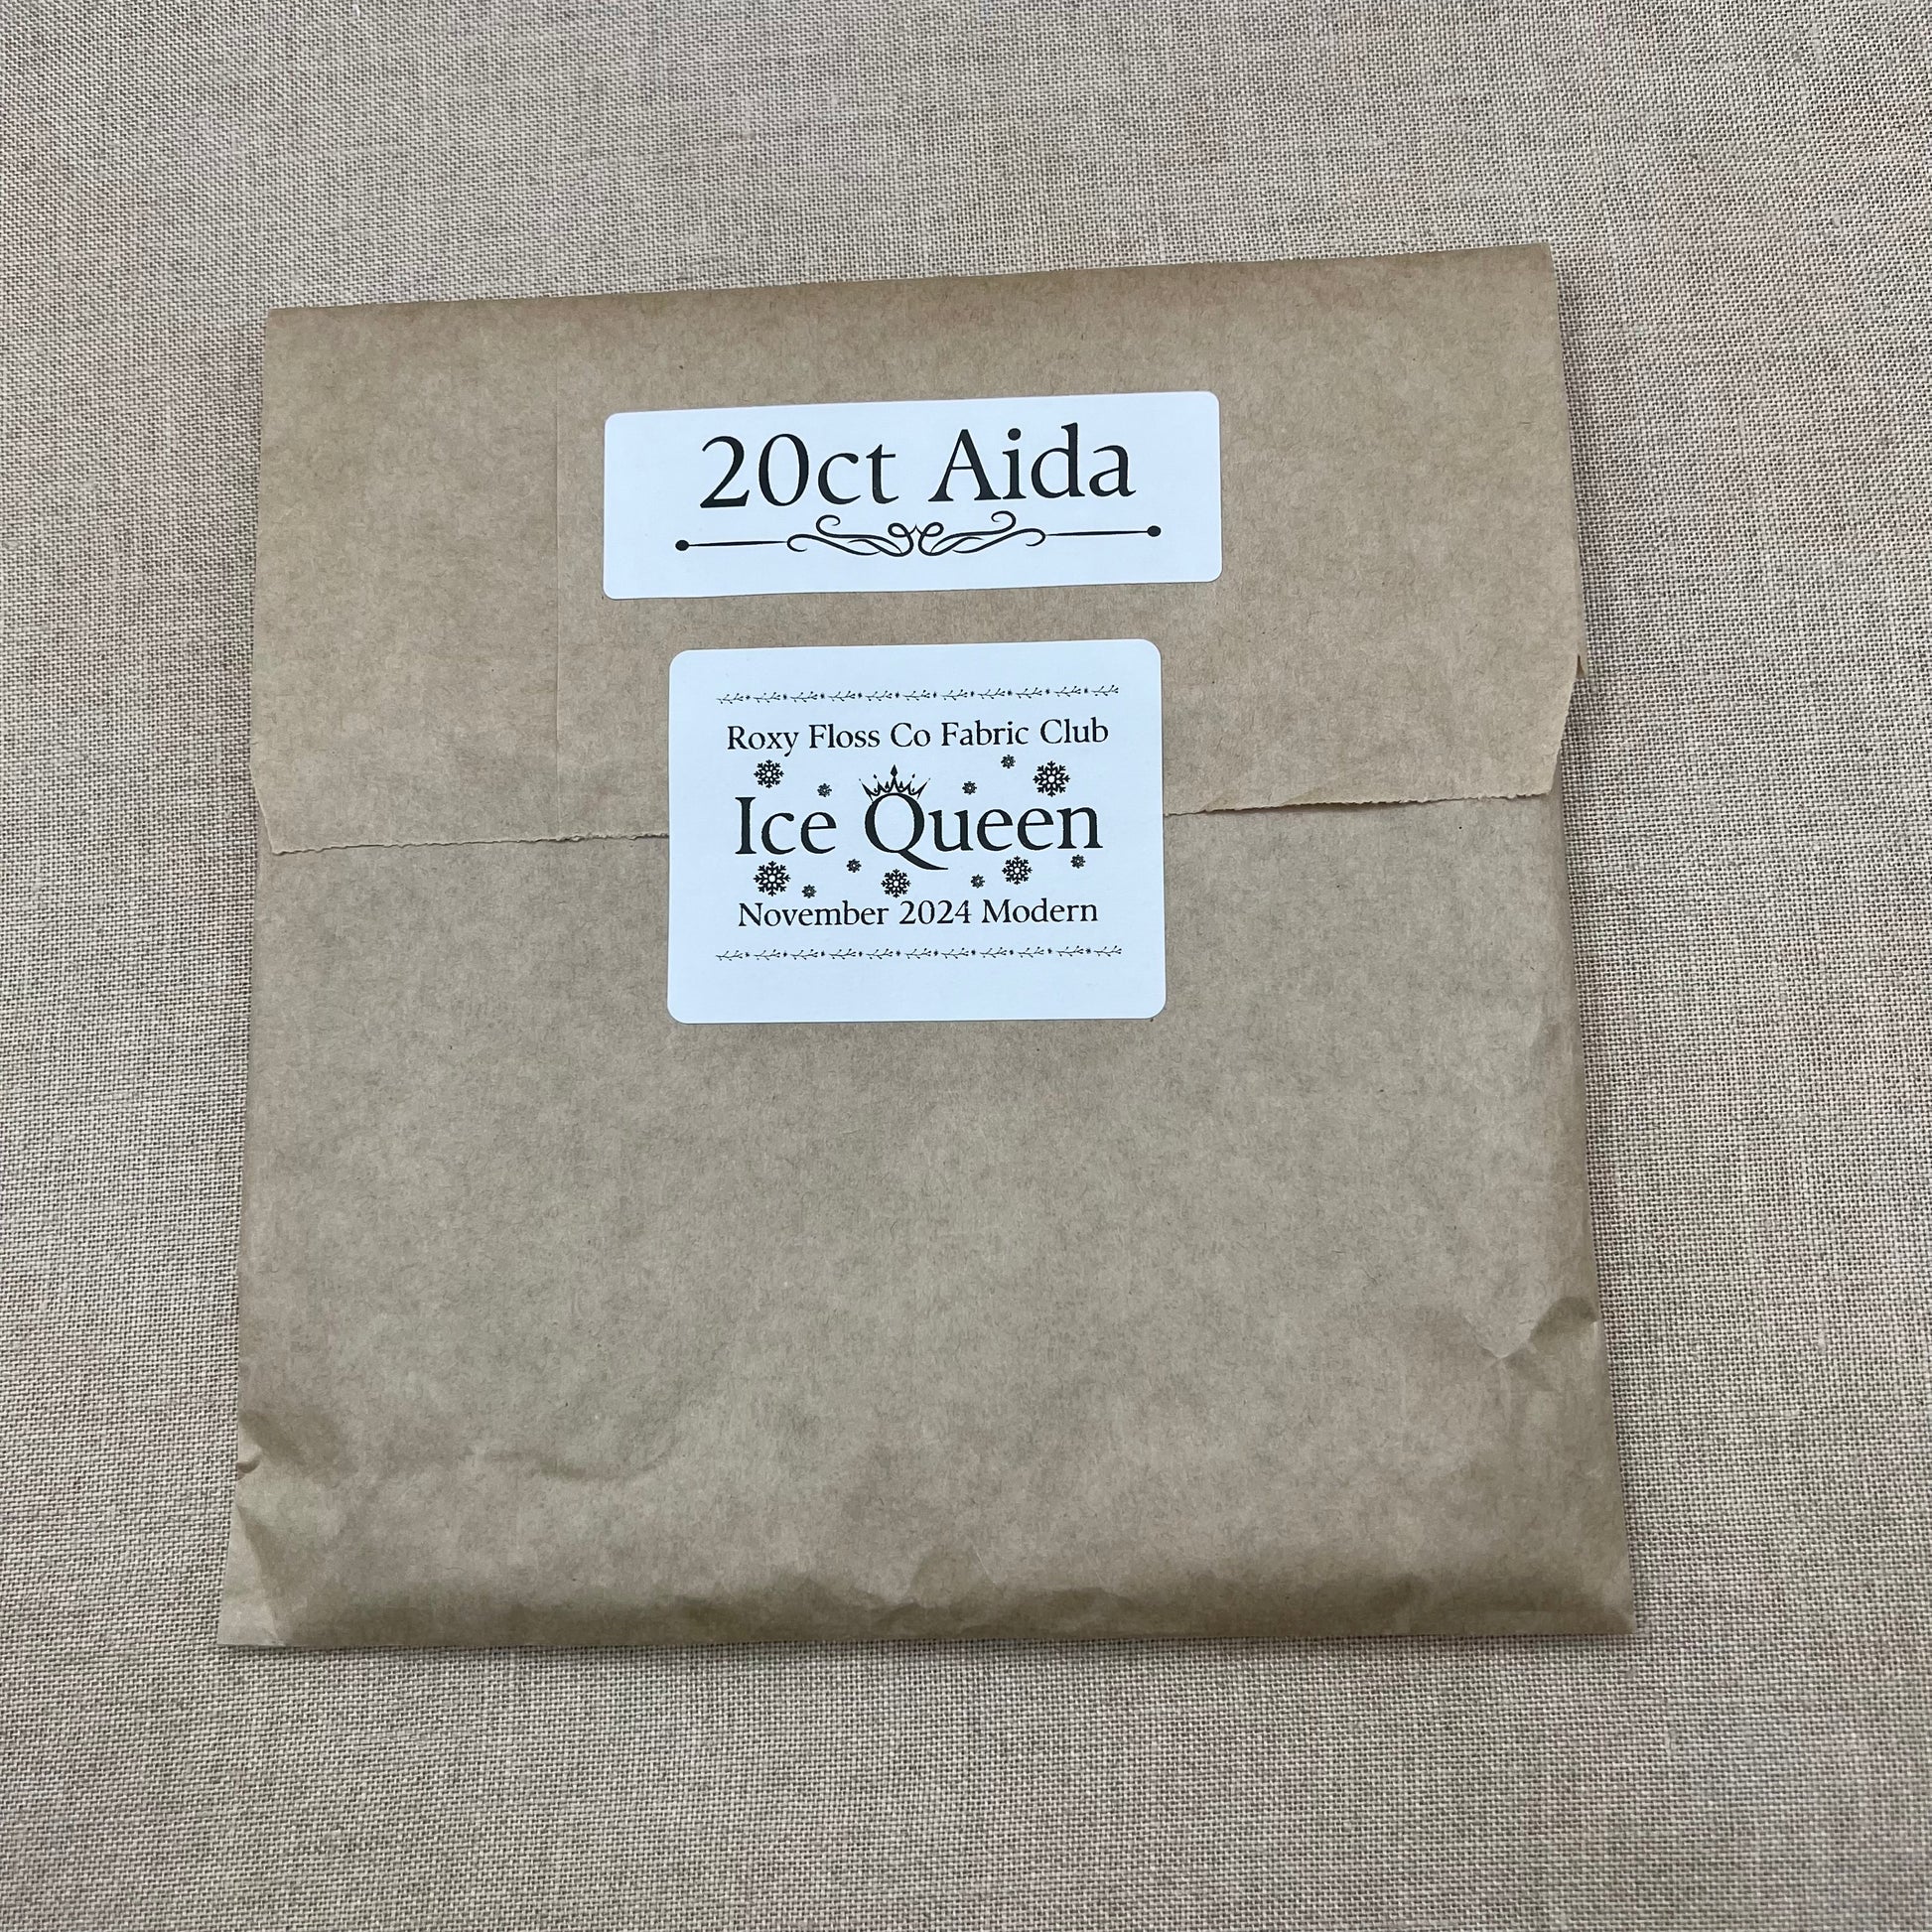 20ct Aida
Roxy Floss Co Fabric Club
Ice Queen
November 2024 Modern